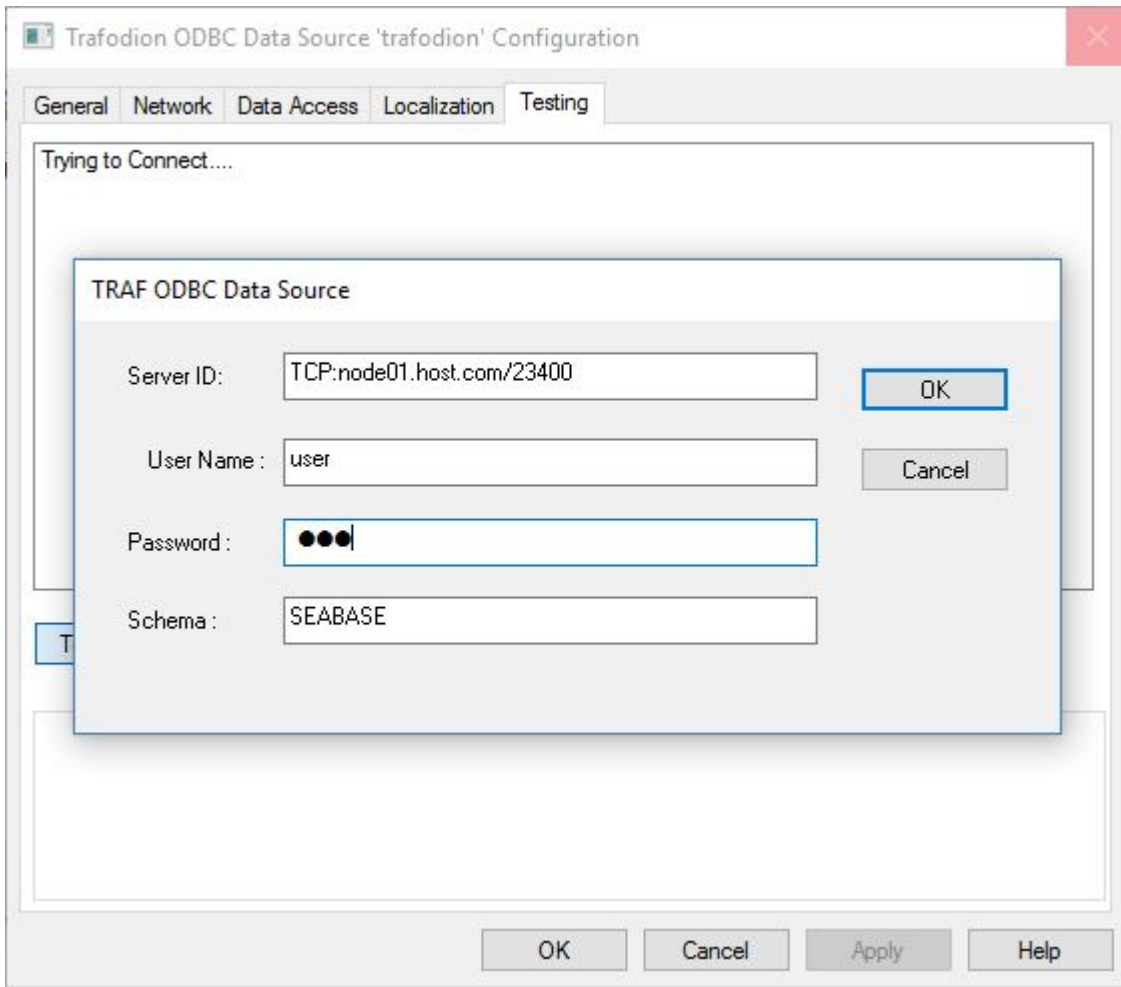 Trafodion ODBC Data Source 'trafodion' Configuration
General Network Data Access Localization Testing
Trying to Connect....
TRAF ODBC Data Source
Server ID: TCP:node01.host.com/23400
OK
User Name : user
Cancel
Password : ●●●
Schema : SEABASE
OK Cancel Apply Help